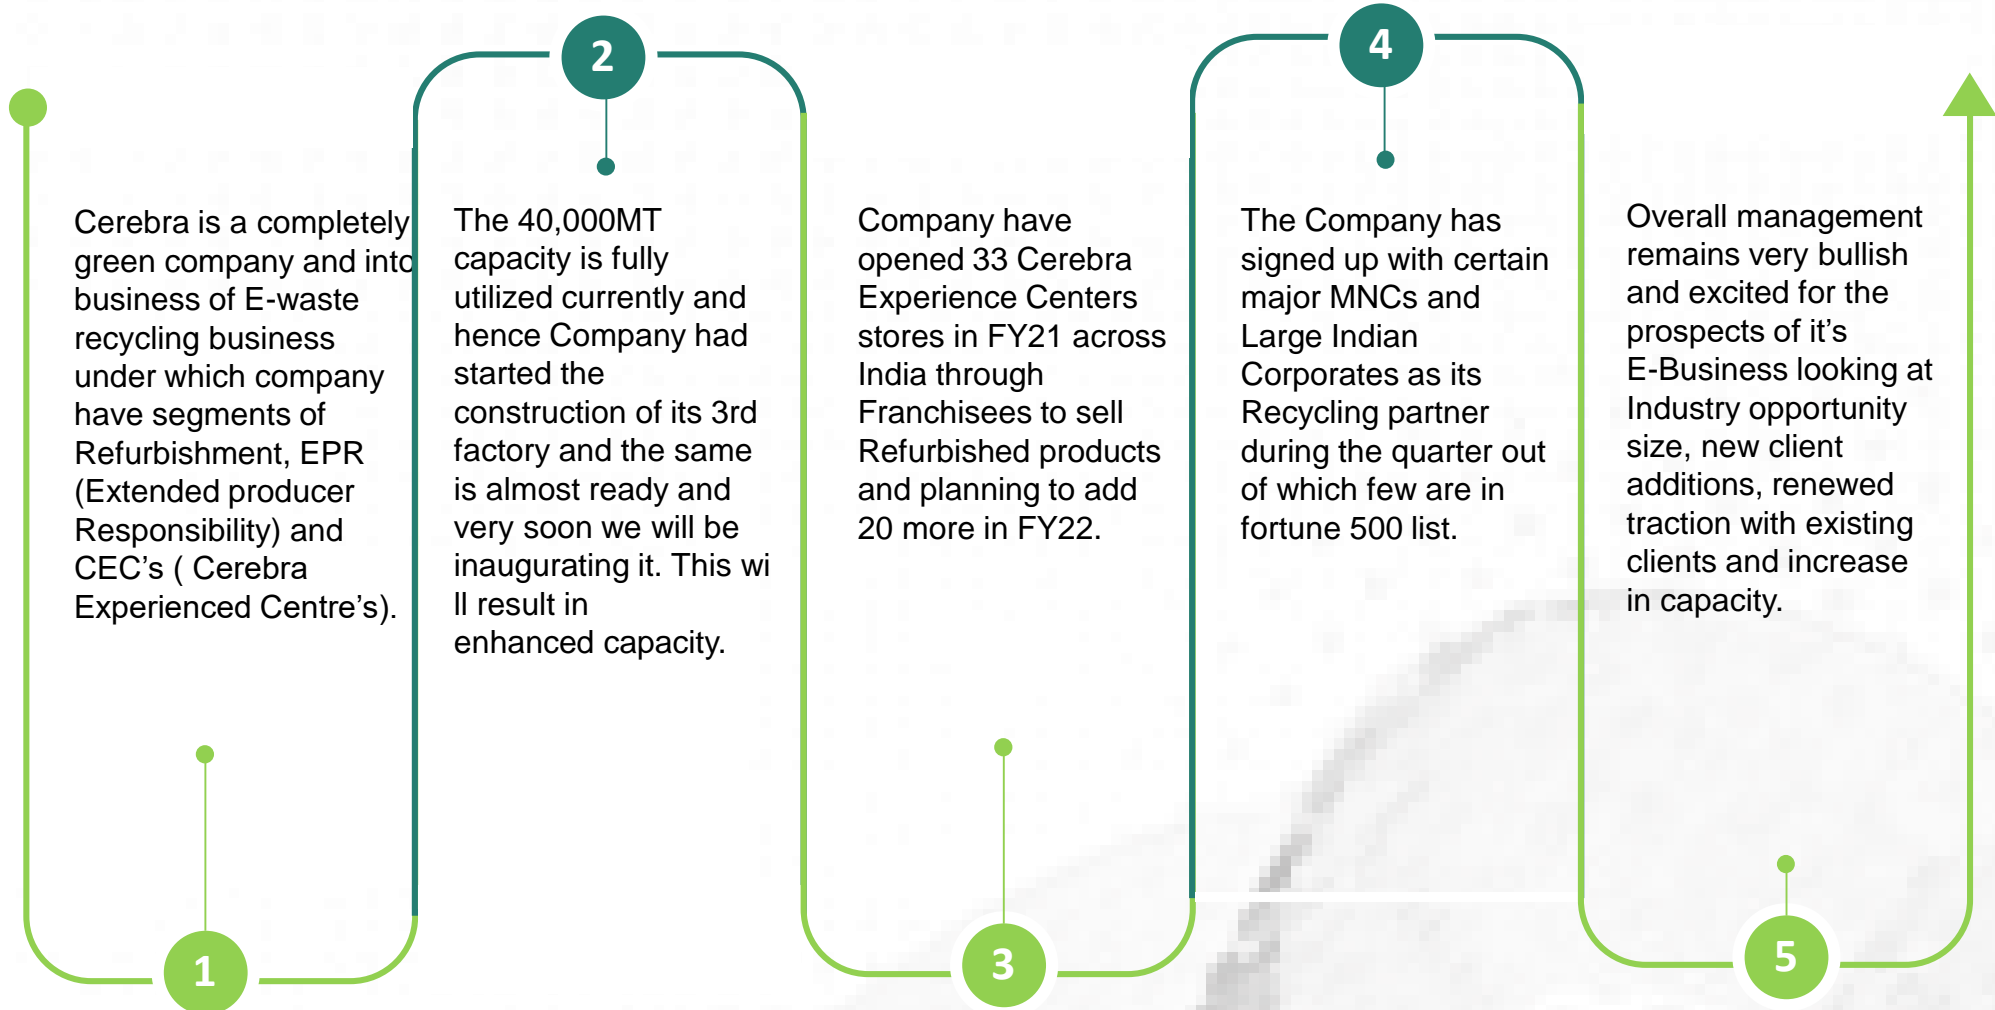 1
Cerebra is a completely
green company and into
business of E-waste
recycling business
under which company
have segments of
Refurbishment, EPR
(Extended producer
Responsibility) and
CEC’s ( Cerebra
Experienced Centre’s).
2
The 40,000MT
capacity is fully
utilized currently and
hence Company had
started the
construction of its 3rd
factory and the same
is almost ready and
very soon we will be
inaugurating it. This wi
ll result in
enhanced capacity.
3
Company have
opened 33 Cerebra
Experience Centers
stores in FY21 across
India through
Franchisees to sell
Refurbished products
and planning to add
20 more in FY22.
4
The Company has
signed up with certain
major MNCs and
Large Indian
Corporates as its
Recycling partner
during the quarter out
of which few are in
fortune 500 list.
5
Overall management
remains very bullish
and excited for the
prospects of it’s
E-Business looking at
Industry opportunity
size, new client
additions, renewed
traction with existing
clients and increase
in capacity.